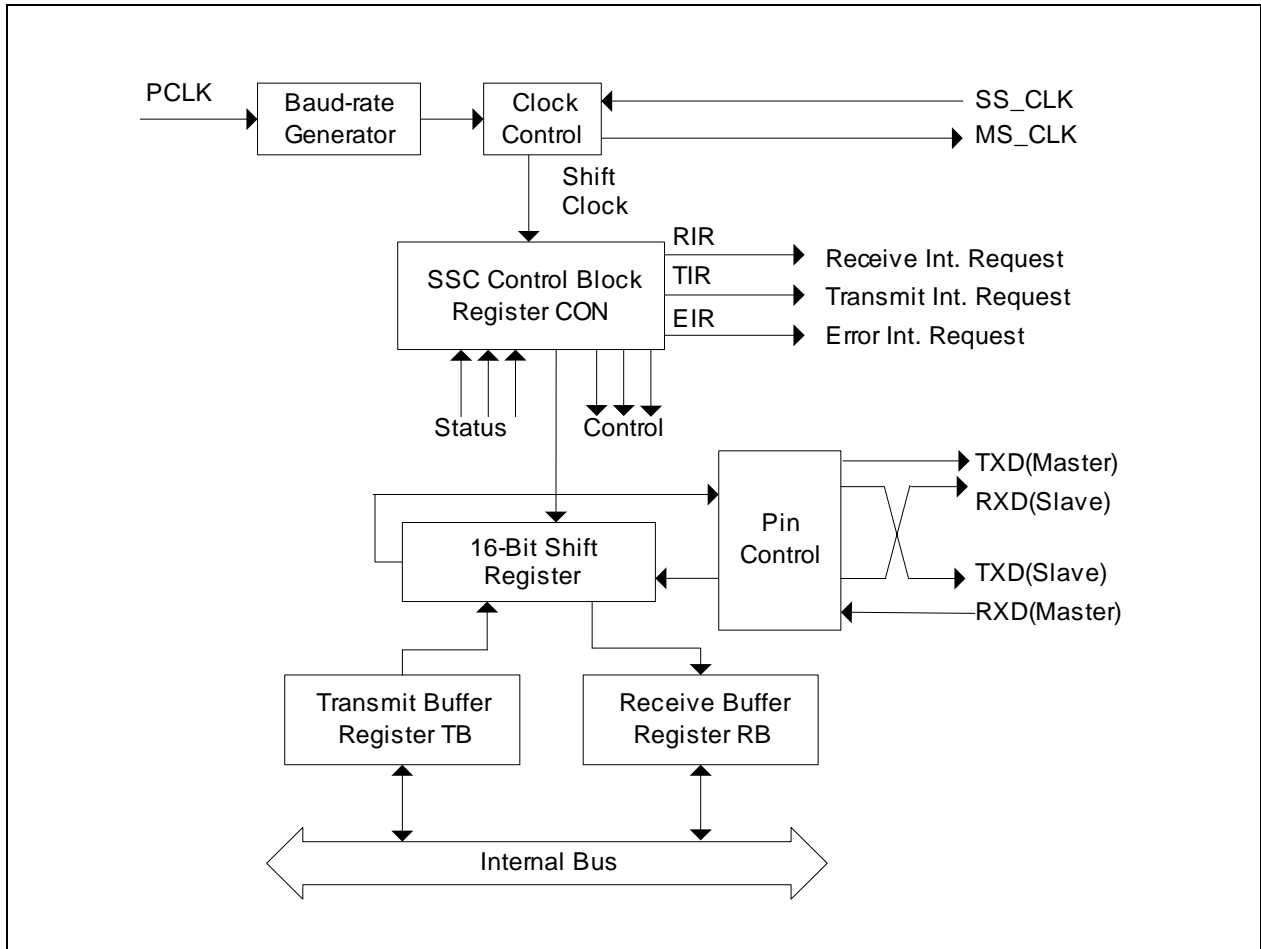 PCLK
Baud-rate
Generator
Clock
Control
SS_CLK
MS_CLK
Shift
Clock
SSC Control Block
Register CON
RIR
TIR
EIR
Receive Int. Request
Transmit Int. Request
Error Int. Request
Status
Control
16-Bit Shift
Register
Pin
Control
TXD(Master)
RXD(Slave)
TXD(Slave)
RXD(Master)
Transmit Buffer
Register TB
Receive Buffer
Register RB
Internal Bus